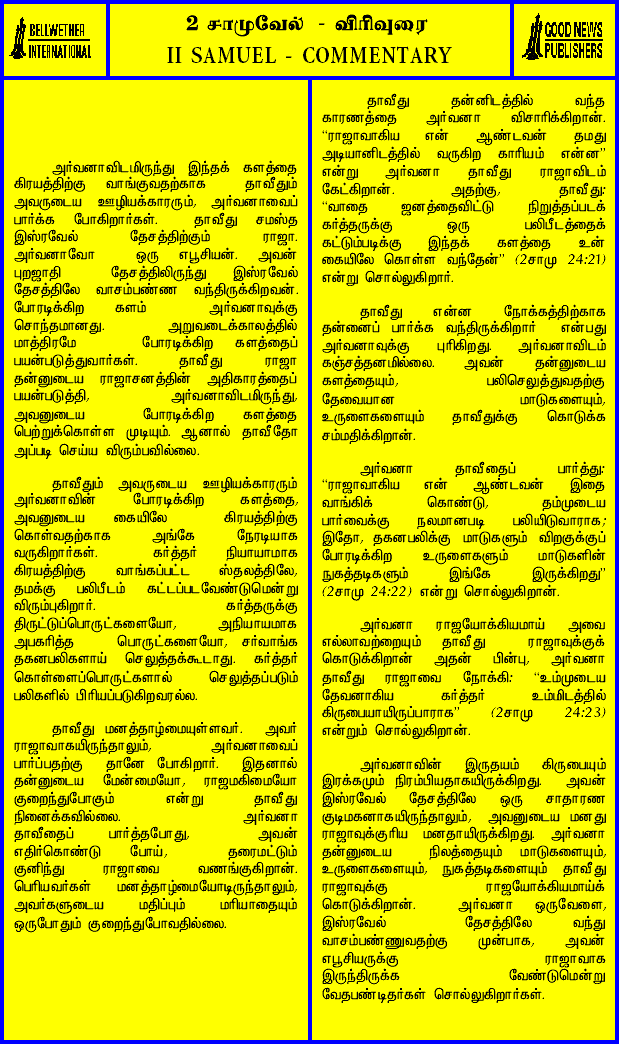 BELLWETHER
INTERNATIONAL
2 சாமுவேல் - விரிவுரை
II SAMUEL - COMMENTARY
GOOD NEWS
PUBLISHERS
அர்வனாவிடமிருந்து இந்தக் களத்தை
கிரயத்திற்கு வாங்குவதற்காக தாவீதும்
அவருடைய ஊழியக்காரரும், அர்வனாவைப்
பார்க்க போகிறார்கள். தாவீது சமஸ்த
இஸ்ரவேல் தேசத்திற்கும் ராஜா.
அர்வனாவோ ஒரு எபூசியன். அவன்
புறஜாதி தேசத்திலிருந்து இஸ்ரவேல்
தேசத்திலே வாசம்பண்ண வந்திருக்கிறவன்.
போரடிக்கிற களம் அர்வனாவுக்கு
சொந்தமானது. அறுவடைக்காலத்தில்
மாத்திரமே போரடிக்கிற களத்தைப்
பயன்படுத்துவார்கள். தாவீது ராஜா
தன்னுடைய ராஜாசனத்தின் அதிகாரத்தைப்
பயன்படுத்தி, அர்வனாவிடமிருந்து,
அவனுடைய போரடிக்கிற களத்தை
பெற்றுக்கொள்ள முடியும். ஆனால் தாவீதோ
அப்படி செய்ய விரும்பவில்லை.
தாவீதும் அவருடைய ஊழியக்காரரும்
அர்வனாவின் போரடிக்கிற களத்தை,
அவனுடைய கையிலே கிரயத்திற்கு
கொள்வதற்காக அங்கே நேரடியாக
வருகிறார்கள். கர்த்தர் நியாயமாக
கிரயத்திற்கு வாங்கப்பட்ட ஸ்தலத்திலே,
தமக்கு பலிபீடம் கட்டப்படவேண்டுமென்று
விரும்புகிறார். கர்த்தருக்கு
திருட்டுப்பொருட்களையோ, அநியாயமாக
அபகரித்த பொருட்களையோ, சர்வாங்க
தகனபலிகளாய் செலுத்தக்கூடாது. கர்த்தர்
கொள்ளைப்பொருட்களால் செலுத்தப்படும்
பலிகளில் பிரியப்படுகிறவரல்ல.
தாவீது மனத்தாழ்மையுள்ளவர். அவர்
ராஜாவாகயிருந்தாலும், அர்வனாவைப்
பார்ப்பதற்கு தானே போகிறார். இதனால்
தன்னுடைய மேன்மையோ, ராஜமகிமையோ
குறைந்துபோகும் என்று தாவீது
நினைக்கவில்லை. அர்வனா
தாவீதைப் பார்த்தபோது, அவன்
எதிர்கொண்டு போய், தரைமட்டும்
குனிந்து ராஜாவை வணங்குகிறான்.
பெரியவர்கள் மனத்தாழ்மையோடிருந்தாலும்,
அவர்களுடைய மதிப்பும் மரியாதையும்
ஒருபோதும் குறைந்துபோவதில்லை.
தாவீது தன்னிடத்தில் வந்த
காரணத்தை அர்வனா விசாரிக்கிறான்.
“ராஜாவாகிய என் ஆண்டவன் தமது
அடியானிடத்தில் வருகிற காரியம் என்ன”
என்று அர்வனா தாவீது ராஜாவிடம்
கேட்கிறான். அதற்கு, தாவீது:
“வாதை ஜனத்தைவிட்டு நிறுத்தப்படக்
கர்த்தருக்கு ஒரு பலிபீடத்தைக்
கட்டும்படிக்கு இந்தக் களத்தை உன்
கையிலே கொள்ள வந்தேன்” (2சாமு 24:21)
என்று சொல்லுகிறார்.
தாவீது என்ன நோக்கத்திற்காக
தன்னைப் பார்க்க வந்திருக்கிறார் என்பது
அர்வனாவுக்கு புரிகிறது. அர்வனாவிடம்
கஞ்சத்தனமில்லை. அவன் தன்னுடைய
களத்தையும், பலிசெலுத்துவதற்கு
தேவையான மாடுகளையும்,
உருளைகளையும் தாவீதுக்கு கொடுக்க
சம்மதிக்கிறான்.
அர்வனா தாவீதைப் பார்த்து:
“ராஜாவாகிய என் ஆண்டவன் இதை
வாங்கிக் கொண்டு, தம்முடைய
பார்வைக்கு நலமானபடி பலியிடுவாராக;
இதோ, தகனபலிக்கு மாடுகளும் விறகுக்குப்
போரடிக்கிற உருளைகளும் மாடுகளின்
நுகத்தடிகளும் இங்கே இருக்கிறது”
(2சாமு 24:22) என்று சொல்லுகிறான்.
அர்வனா ராஜயோக்கியமாய் அவை
எல்லாவற்றையும் தாவீது ராஜாவுக்குக்
கொடுக்கிறான் அதன் பின்பு, அர்வனா
தாவீது ராஜாவை நோக்கி: “உம்முடைய
தேவனாகிய கர்த்தர் உம்மிடத்தில்
கிருபையாயிருப்பாராக” (2சாமு 24:23)
என்றும் சொல்லுகிறான்.
அர்வனாவின் இருதயம் கிருபையும்
இரக்கமும் நிரம்பியதாகயிருக்கிறது. அவன்
இஸ்ரவேல் தேசத்திலே ஒரு சாதாரண
குடிமகனாகயிருந்தாலும், அவனுடைய மனது
ராஜாவுக்குரிய மனதாயிருக்கிறது. அர்வனா
தன்னுடைய நிலத்தையும் மாடுகளையும்,
உருளைகளையும், நுகத்தடிகளையும் தாவீது
ராஜாவுக்கு ராஜயோக்கியமாய்க்
கொடுக்கிறான். அர்வனா ஒருவேளை,
இஸ்ரவேல் தேசத்திலே வந்து
வாசம்பண்ணுவதற்கு முன்பாக, அவன்
எபூசியருக்கு ராஜாவாக
இருந்திருக்க வேண்டுமென்று
வேதபண்டிதர்கள் சொல்லுகிறார்கள்.